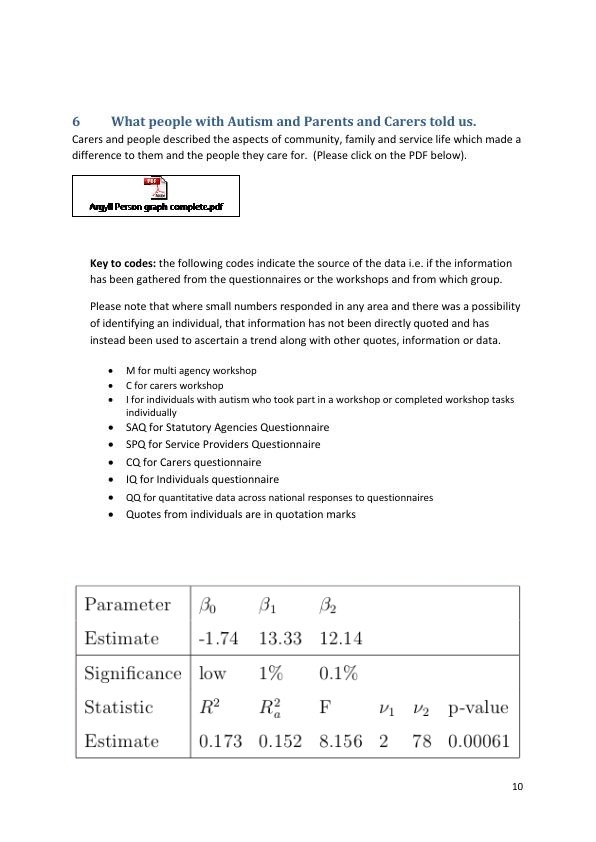 6 What people with Autism and Parents and Carers told us.
Carers and people described the aspects of community, family and service life which made a
difference to them and the people they care for. (Please click on the PDF below).
PDF
Adobe
Argyll Person graph complete.pdf
Key to codes: the following codes indicate the source of the data i.e. if the information
has been gathered from the questionnaires or the workshops and from which group.
Please note that where small numbers responded in any area and there was a possibility
of identifying an individual, that information has not been directly quoted and has
instead been used to ascertain a trend along with other quotes, information or data.
• M for multi agency workshop
• C for carers workshop
• I for individuals with autism who took part in a workshop or completed workshop tasks
individually
• SAQ for Statutory Agencies Questionnaire
• SPQ for Service Providers Questionnaire
• CQ for Carers questionnaire
• IQ for Individuals questionnaire
• QQ for quantitative data across national responses to questionnaires
• Quotes from individuals are in quotation marks
Parameter β₀ β₁ β₂
Estimate -1.74 13.33 12.14
Significance low 1% 0.1%
Statistic R² R²ₐ F ν₁ ν₂ p-value
Estimate 0.173 0.152 8.156 2 78 0.00061
10